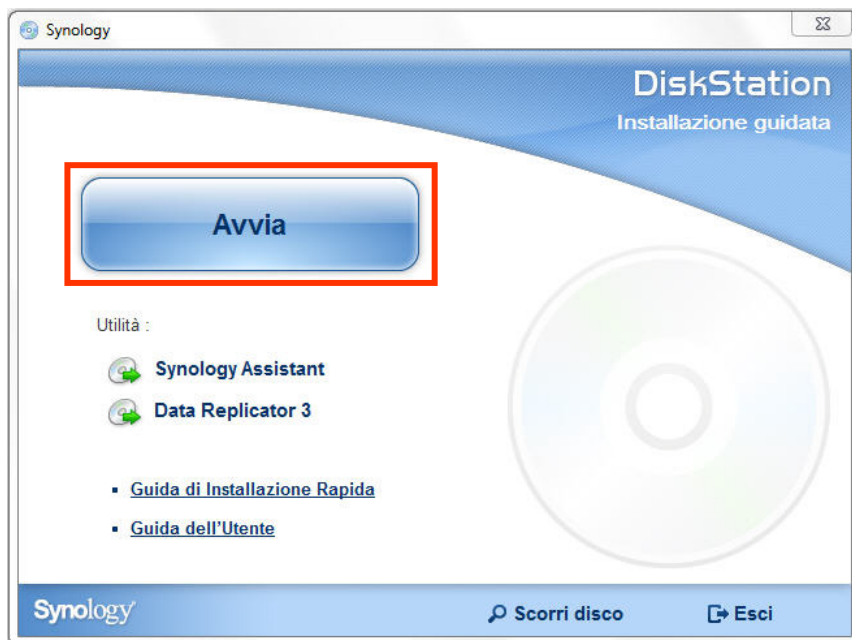 Synology
DiskStation
Installazione guidata
Avvia
Utilità :
Synology Assistant
Data Replicator 3
Guida di Installazione Rapida
Guida dell'Utente
Synology
Scorri disco
Esci